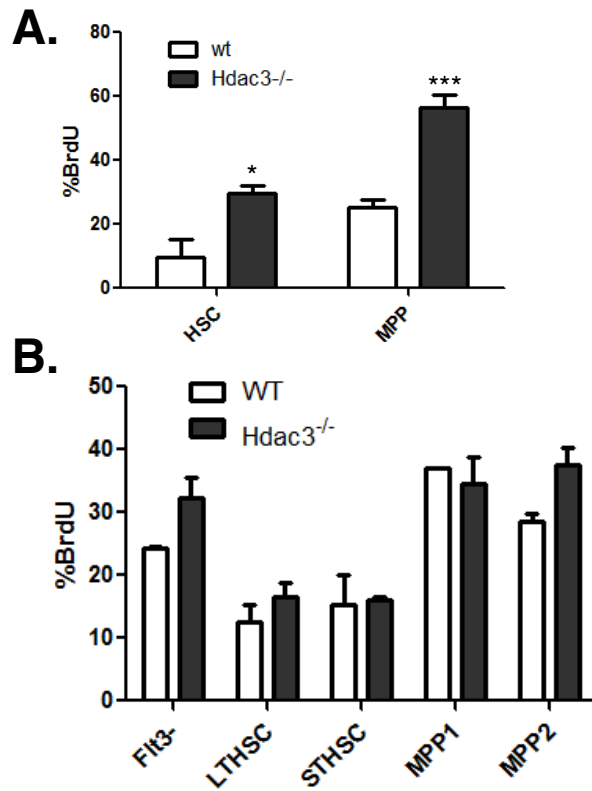 A.
80
60
40
20
0
%BrdU
wt
Hdac3-/-
*
***
HSC
MPP
B.
50
40
30
20
10
0
%BrdU
WT
Hdac3-/-
Flt3-
LTHSC
STHSC
MPP1
MPP2